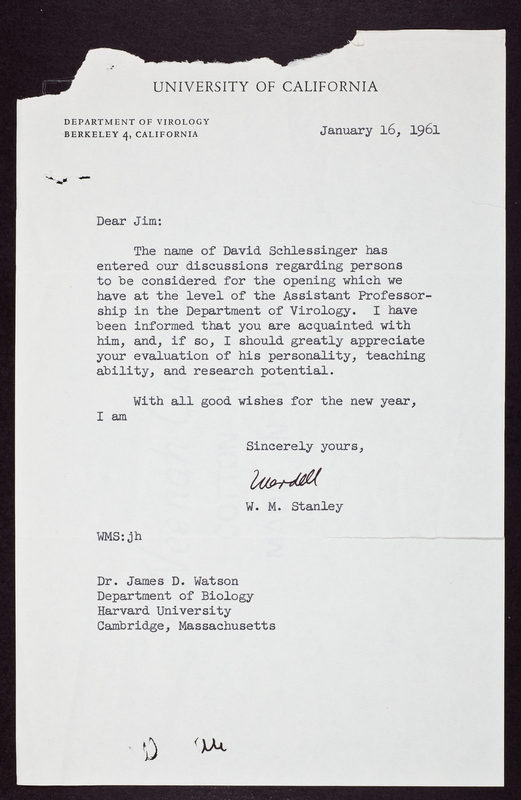 UNIVERSITY OF CALIFORNIA
DEPARTMENT OF VIROLOGY
BERKELEY 4, CALIFORNIA
January 16, 1961
Dear Jim:
The name of David Schlessinger has
entered our discussions regarding persons
to be considered for the opening which we
have at the level of the Assistant Professor-
ship in the Department of Virology. I have
been informed that you are acquainted with
him, and, if so, I should greatly appreciate
your evaluation of his personality, teaching
ability, and research potential.
With all good wishes for the new year,
I am
Sincerely yours,
Wendell
W. M. Stanley
WMS:jh
Dr. James D. Watson
Department of Biology
Harvard University
Cambridge, Massachusetts